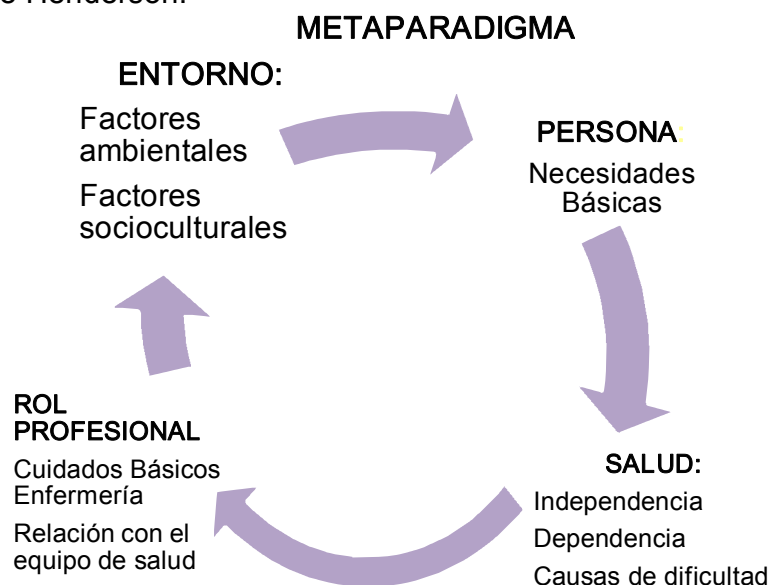 Henderson.
METAPARADIGMA
ENTORNO:
Factores
ambientales
Factores
socioculturales
PERSONA:
Necesidades
Básicas
SALUD:
Independencia
Dependencia
Causas de dificultad
ROL
PROFESIONAL
Cuidados Básicos
Enfermería
Relación con el
equipo de salud